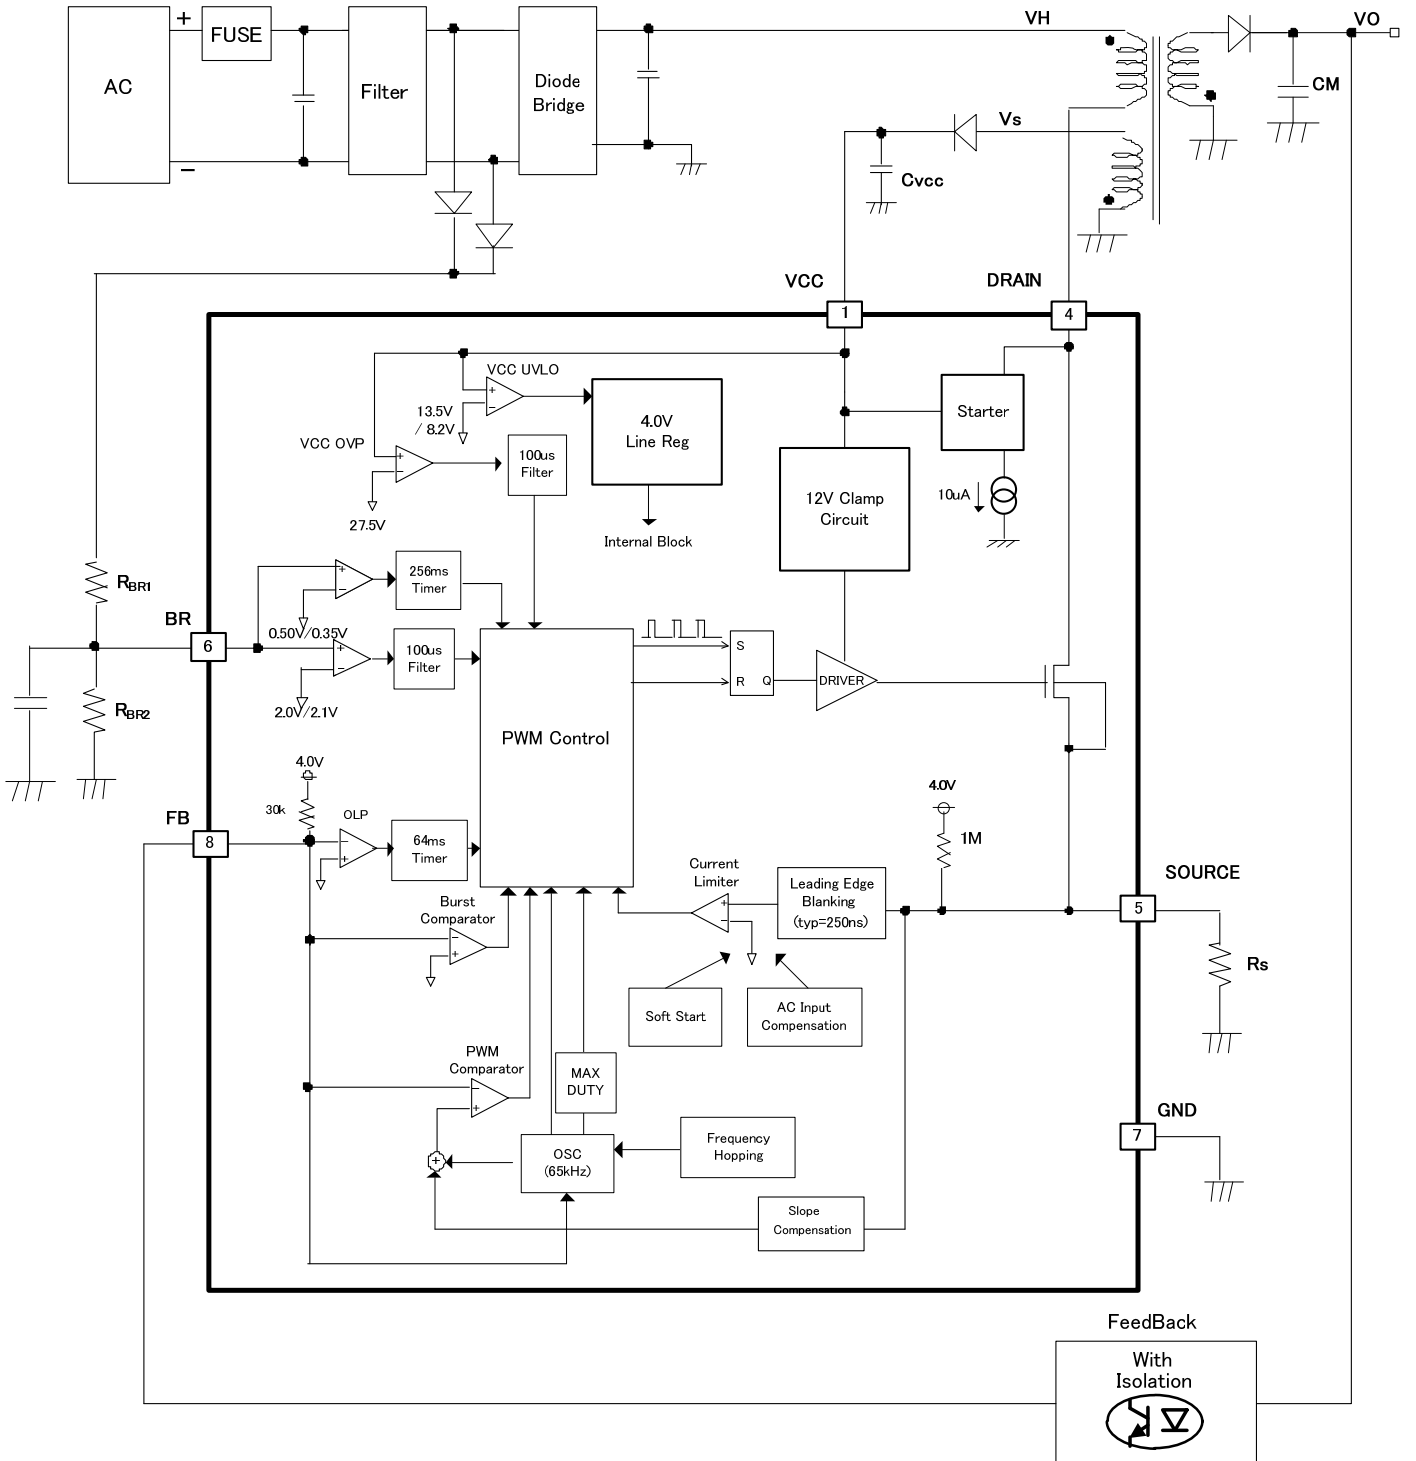 VH
VO
+
FUSE
AC
Filter
Diode
Bridge
CM
Vs
−
Cvcc
VCC
DRAIN
1
4
VCC UVLO
+
−
13.5V
/ 8.2V
4.0V
Line Reg
Starter
VCC OVP
+
−
100us
Filter
27.5V
12V Clamp
Circuit
10uA
Internal Block
RBR1
+
−
256ms
Timer
0.50V/0.35V
BR
6
+
−
100us
Filter
2.0V/2.1V
S
R
Q
DRIVER
RBR2
PWM Control
4.0V
30k
FB
8
OLP
−
+
64ms
Timer
4.0V
1M
Current
Limiter
+
−
Leading Edge
Blanking
(typ=250ns)
SOURCE
5
Burst
Comparator
−
+
Rs
Soft Start
AC Input
Compensation
PWM
Comparator
−
+
MAX
DUTY
GND
7
+
OSC
(65kHz)
Frequency
Hopping
Slope
Compensation
FeedBack
With
Isolation